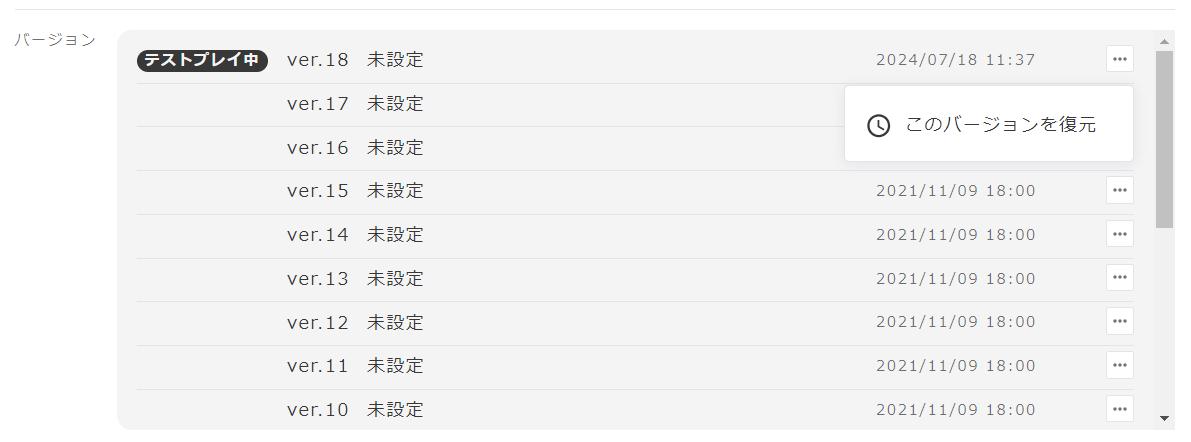 バージョン
テストプレイ中 ver.18 未設定 2024/07/18 11:37
ver.17 未設定
このバージョンを復元
ver.16 未設定
ver.15 未設定 2021/11/09 18:00
ver.14 未設定 2021/11/09 18:00
ver.13 未設定 2021/11/09 18:00
ver.12 未設定 2021/11/09 18:00
ver.11 未設定 2021/11/09 18:00
ver.10 未設定 2021/11/09 18:00